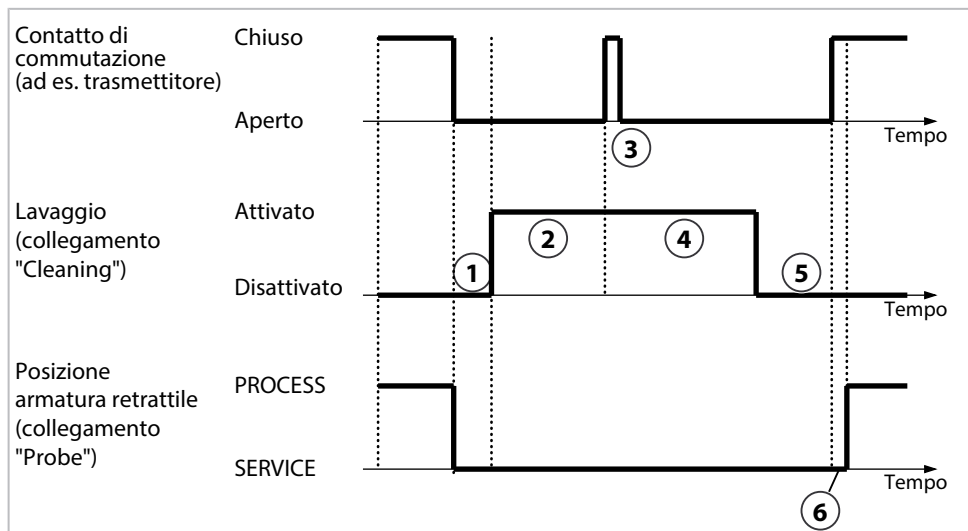 Contatto di
commutazione
(ad es. trasmettitore)
Chiuso
Aperto
3
Tempo
Lavaggio
(collegamento
"Cleaning")
Attivato
Disattivato
1
2
4
5
Tempo
Posizione
armatura retrattile
(collegamento
"Probe")
PROCESS
SERVICE
6
Tempo